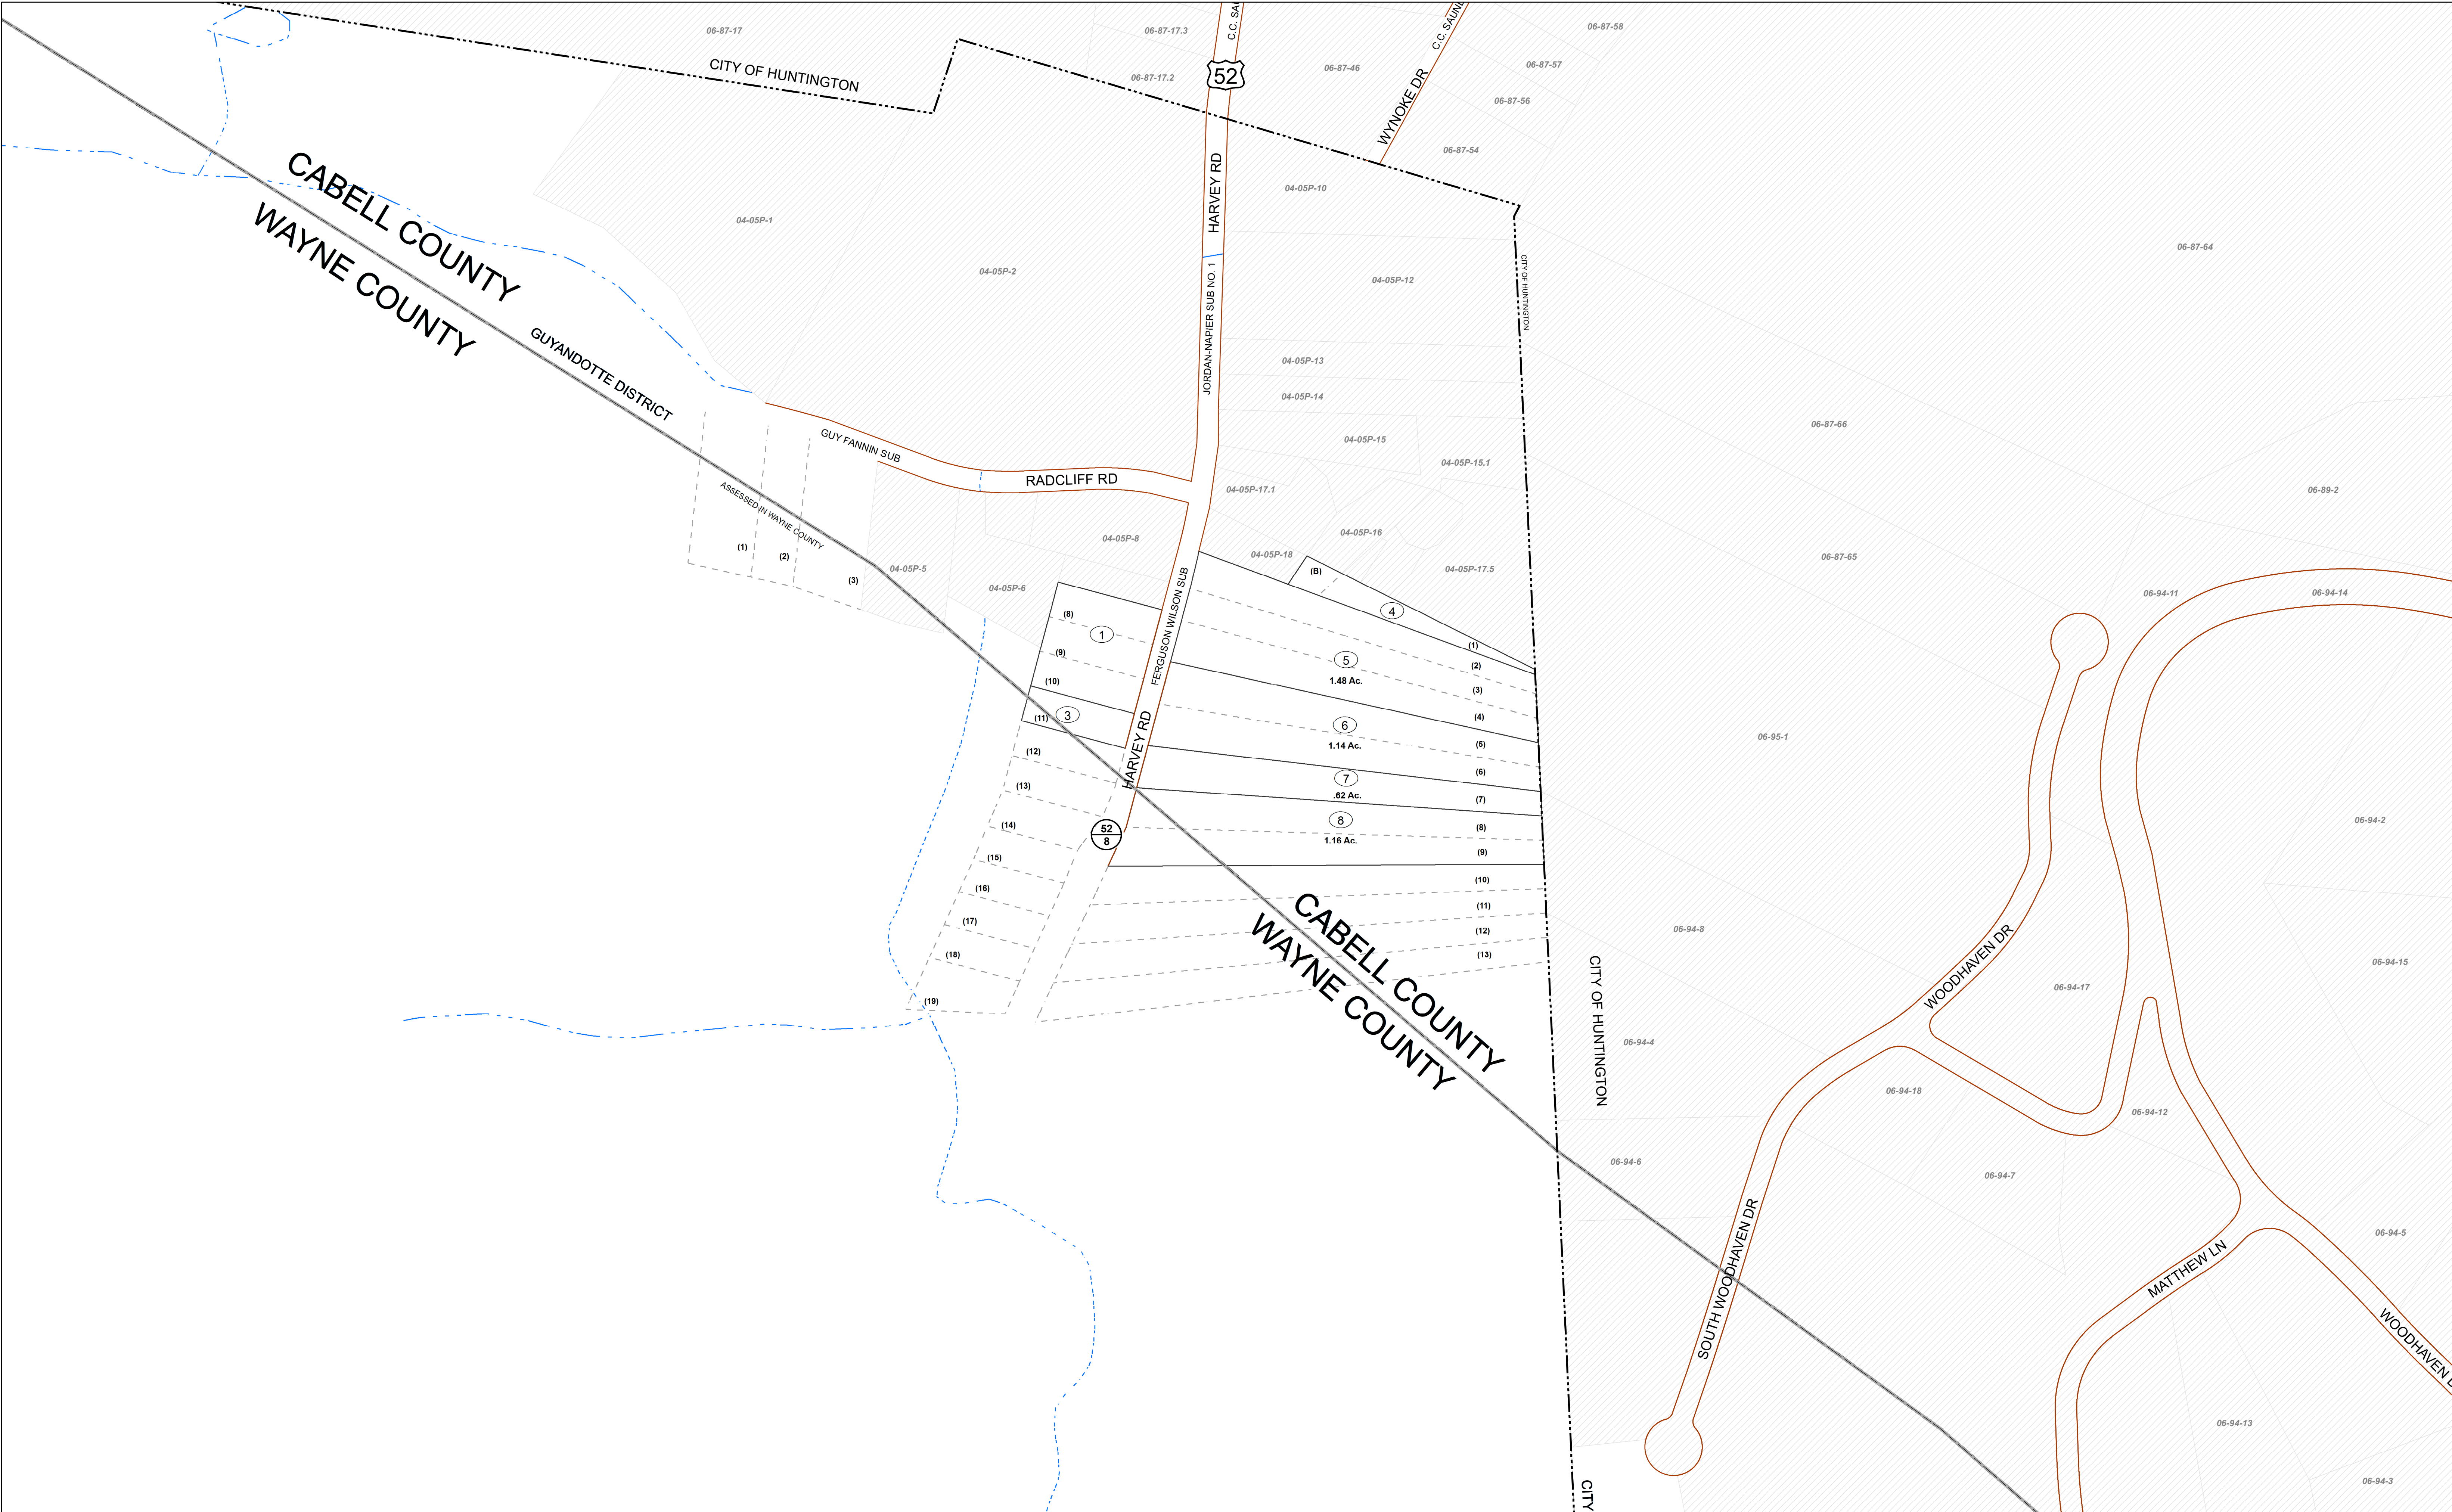 06-87-17
06-87-17.3
C.C. SAU
C.C. SAUND
06-87-58
CITY OF HUNTINGTON
06-87-17.2
52
06-87-46
06-87-57
WYNOKE DR
06-87-56
06-87-54
CABELL COUNTY
WAYNE COUNTY
04-05P-1
HARVEY RD
04-05P-10
04-05P-2
04-05P-12
CITY OF HUNTINGTON
06-87-64
JORDAN-NAPIER SUB NO. 1
GUYANDOTTE DISTRICT
04-05P-13
04-05P-14
06-87-66
GUY FANNIN SUB
04-05P-15
04-05P-15.1
RADCLIFF RD
04-05P-17.1
06-89-2
ASSESSED IN WAYNE COUNTY
04-05P-16
(1)
(2)
(3)
04-05P-5
04-05P-8
04-05P-6
04-05P-18
(B)
04-05P-17.5
06-87-65
06-94-11
06-94-14
(8)
1
FERGUSON WILSON SUB
4
(1)
(9)
5
(2)
1.48 Ac.
(10)
(3)
(11)
3
HARVEY RD
(4)
6
1.14 Ac.
(5)
06-95-1
(12)
7
(6)
.62 Ac.
(7)
(13)
8
(8)
1.16 Ac.
(14)
52
8
06-94-2
(15)
(9)
(16)
(10)
(17)
(11)
(18)
(12)
(19)
(13)
CABELL COUNTY
WAYNE COUNTY
06-94-8
WOODHAVEN DR
06-94-15
CITY OF HUNTINGTON
06-94-17
06-94-4
06-94-18
06-94-12
06-94-6
06-94-7
SOUTH WOODHAVEN DR
MATTHEW LN
06-94-5
WOODHAVEN D
06-94-13
06-94-3
CITY